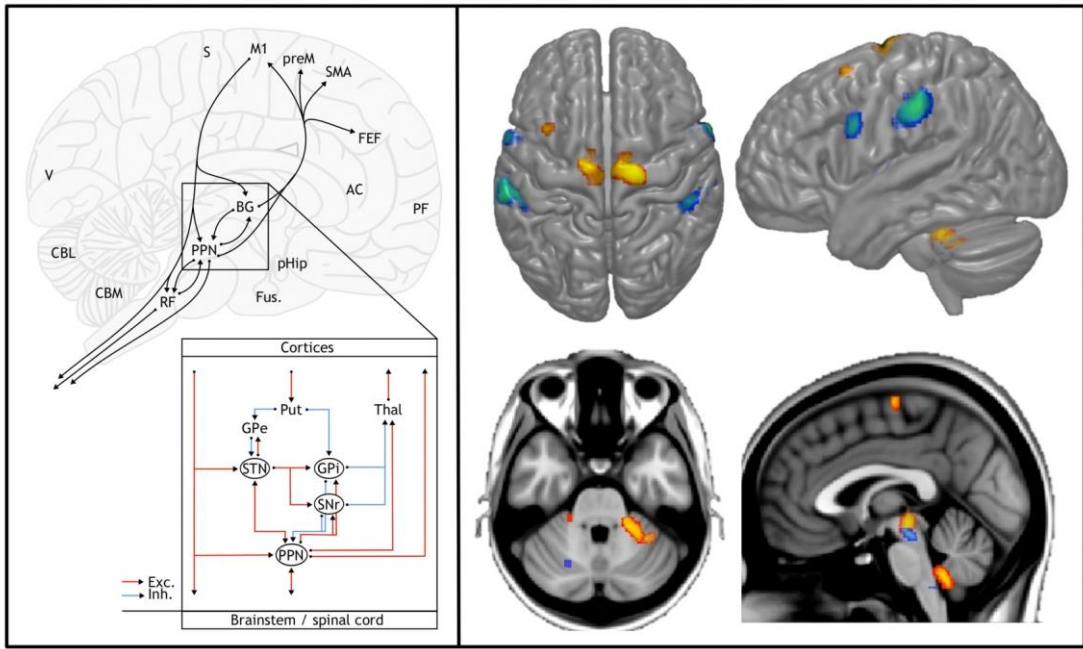 S
M1
preM
SMA
FEF
V
AC
BG
PF
PPN
CBL
pHip
CBM
RF
Fus.
Cortices
Put
Thal
GPe
STN
GPi
SNr
PPN
Exc.
Inh.
Brainstem / spinal cord